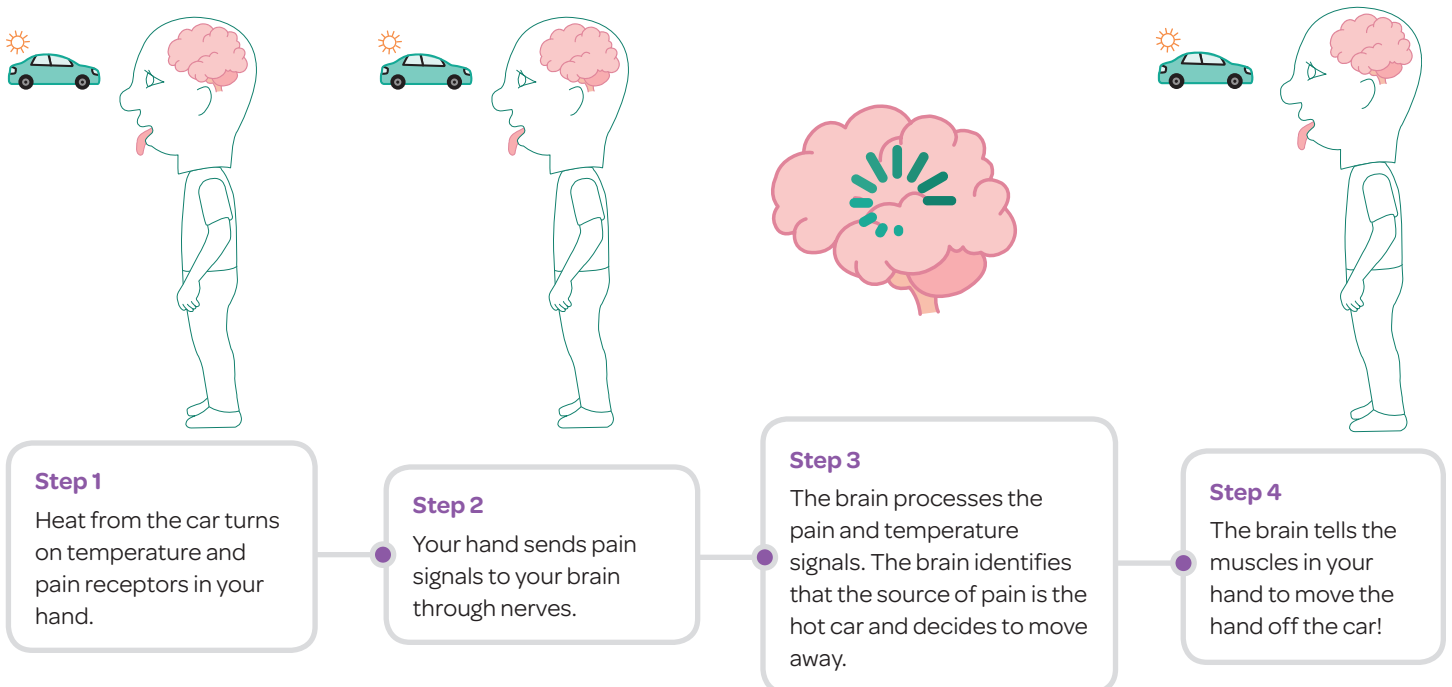 Step 1
Heat from the car turns
on temperature and
pain receptors in your
hand.
Step 2
Your hand sends pain
signals to your brain
through nerves.
Step 3
The brain processes the
pain and temperature
signals. The brain identifies
that the source of pain is the
hot car and decides to move
away.
Step 4
The brain tells the
muscles in your
hand to move the
hand off the car!